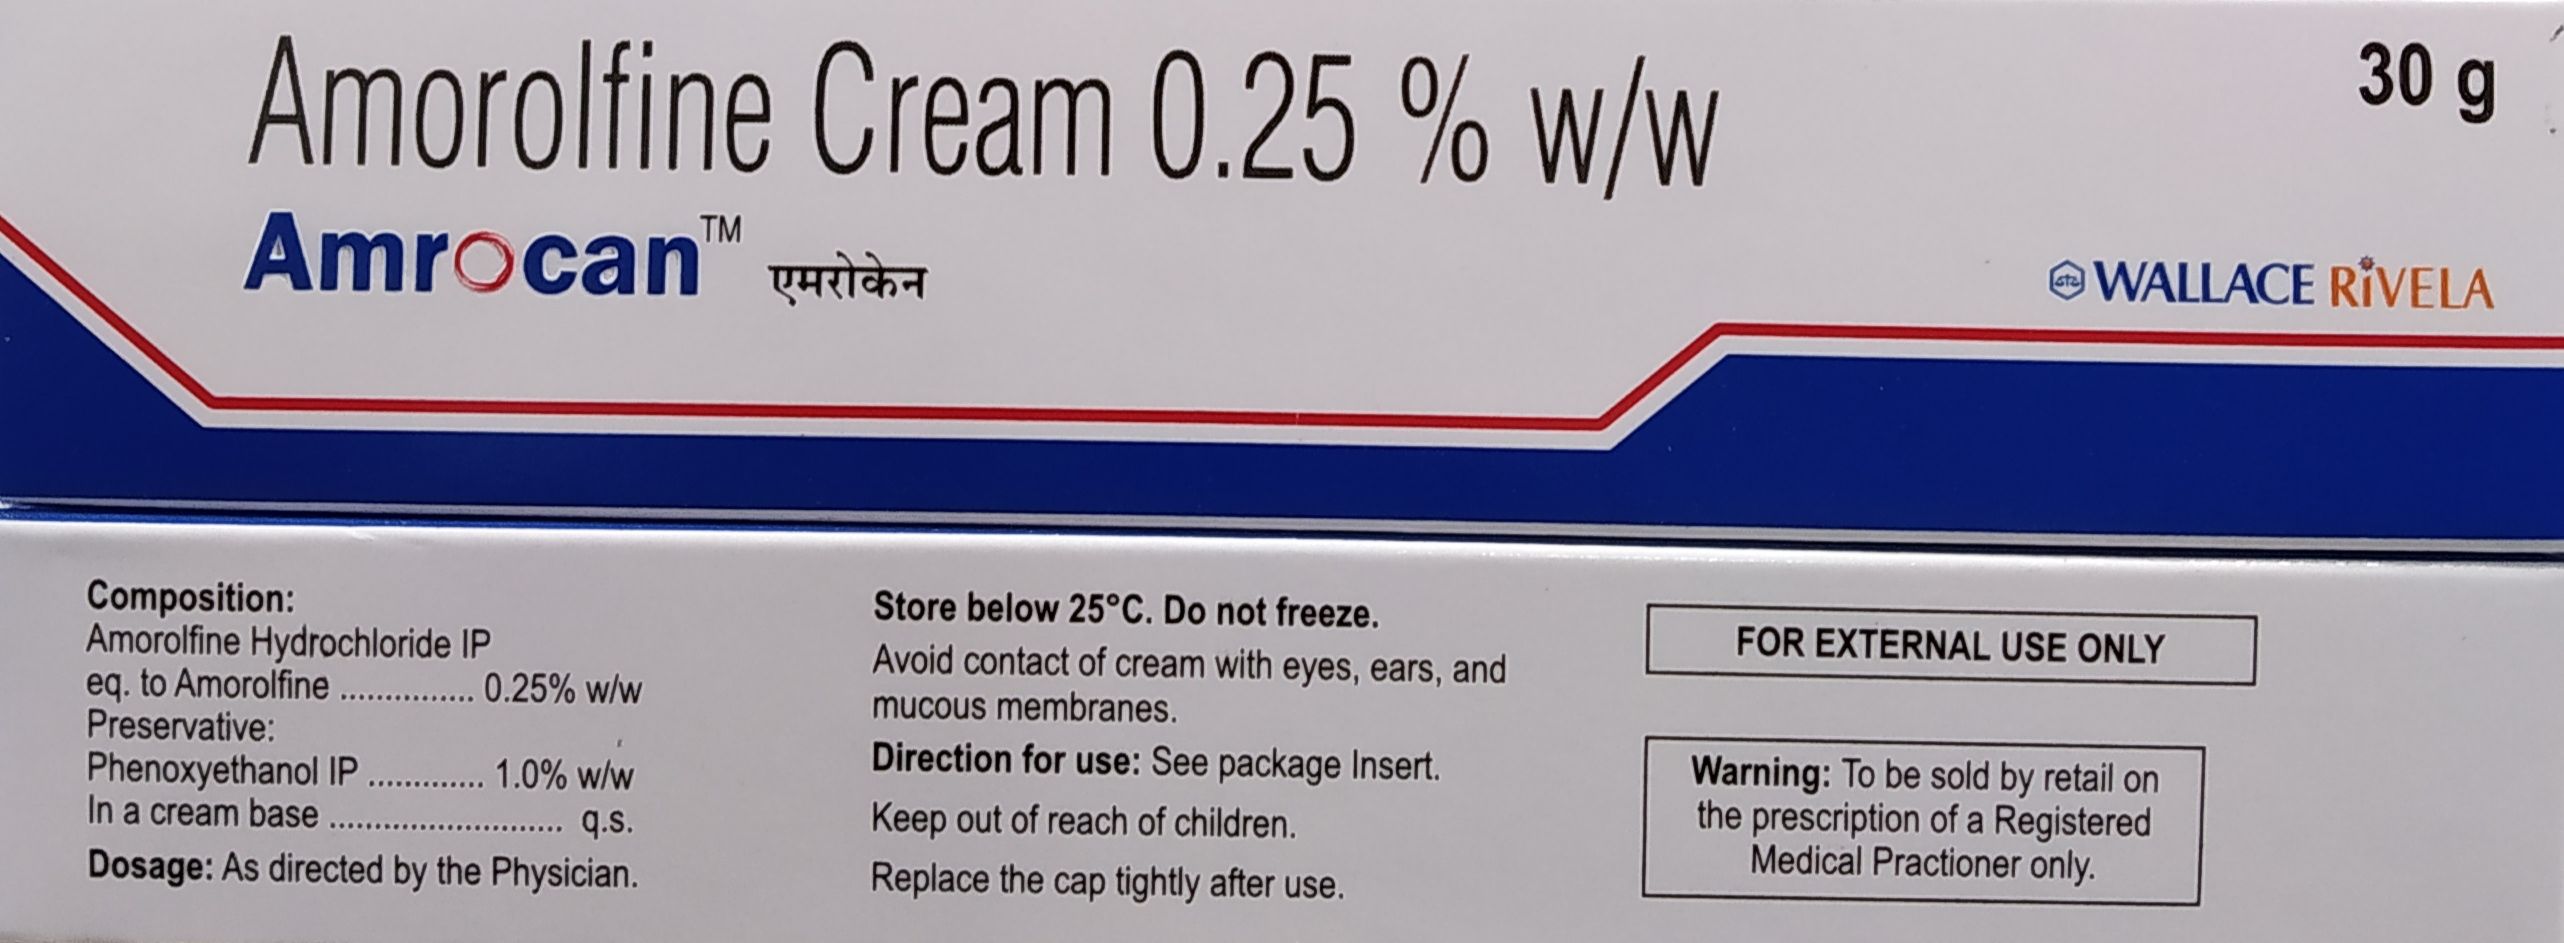 Amorolfine Cream 0.25 % w/w
30 g
Amrocan™ एमरोकेन
WALLACE RiVELA
Composition:
Amorolfine Hydrochloride IP
eq. to Amorolfine ............... 0.25% w/w
Preservative:
Phenoxyethanol IP ............. 1.0% w/w
In a cream base .......................... q.s.
Dosage: As directed by the Physician.
Store below 25°C. Do not freeze.
Avoid contact of cream with eyes, ears, and
mucous membranes.
Direction for use: See package Insert.
Keep out of reach of children.
Replace the cap tightly after use.
FOR EXTERNAL USE ONLY
Warning: To be sold by retail on
the prescription of a Registered
Medical Practioner only.